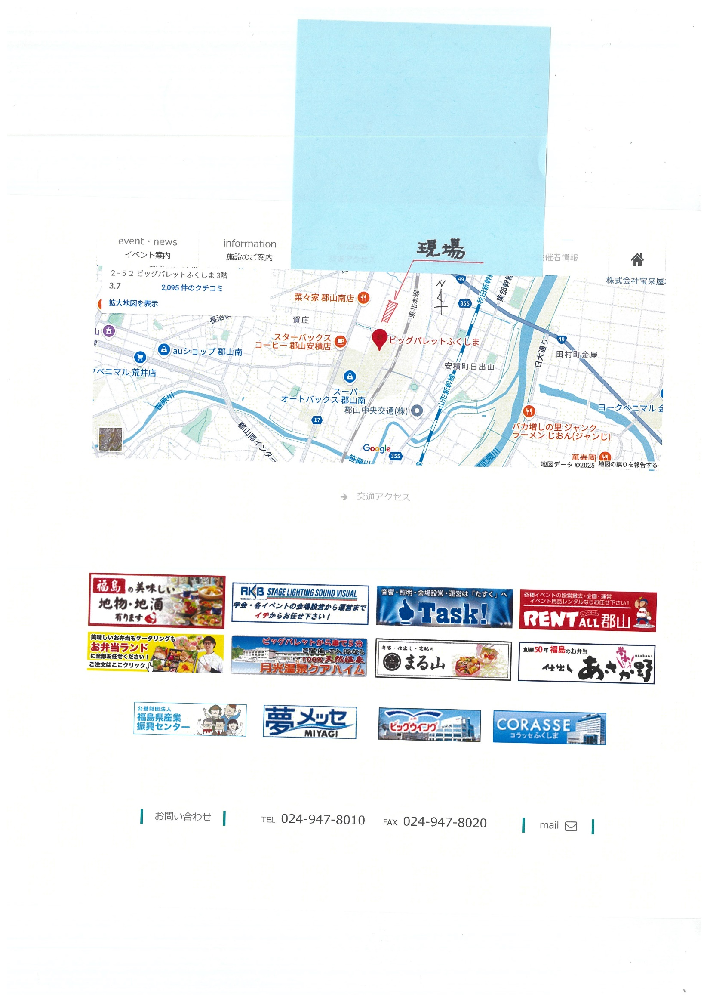 event・news
イベント案内
information
施設のご案内
現場
主催者情報
2-52 ビッグパレットふくしま 3階
3.7
2,095 件のクチコミ
拡大地図を表示
株式会社宝来屋
N
49
355
秋田新幹線
東部幹線
東北本線
菜々家 郡山南店
賀庄
スターバックス
コーヒー 郡山安積店
ビッグパレットふくしま
auショップ 郡山南
ベニマル 荒井店
安積町日出山
49
日大通り
田村町金屋
スーパー
オートバックス 郡山南
郡山中央交通(株)
山形新幹線
笹原川
17
郡山南インター
ヨークベニマル 金
バカ増しの里 ジャンク
ラーメン じおん(ジャンじ)
Google
355
笹原川
阿武隈川
萬寿園
地図データ ©2025
地図の誤りを報告する
交通アクセス
福島の美味しい
地物・地酒
有ります
RKB STAGE LIGHTING SOUND VISUAL
学会・各イベントの会場設営から運営まで
イチからお任せ下さい!
音響・照明・会場設営・運営は「たすく」へ
Task!
各種イベントの設営撤去・企画・運営
イベント用品レンタルならお任せ下さい!
レントオール
RENT ALL 郡山
美味しいお弁当もケータリングも
お弁当ランド
に全部お任せください!
ご注文はここクリック
ビッグパレットから車で5分
ご宿泊・ご入浴なら
100%天然温泉
月光温泉クアハイム
弁当・仕出し・宅配の
まる山
創業50年 福島のお弁当
asakano
仕出し あさか野
公益財団法人
福島県産業
振興センター
夢メッセ
MIYAGI
ビッグウイング
CORASSE
コラッセふくしま
お問い合わせ
TEL 024-947-8010
FAX 024-947-8020
mail